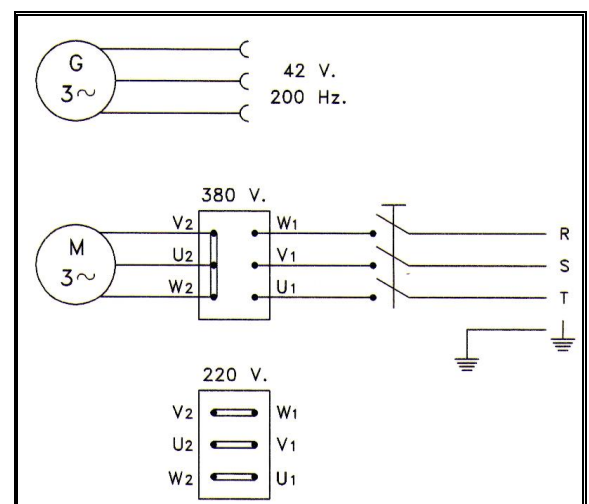 G
3~
42 V.
200 Hz.
380 V.
V2 W1
M
3~
U2 V1
W2 U1
R
S
T
220 V.
V2 W1
U2 V1
W2 U1